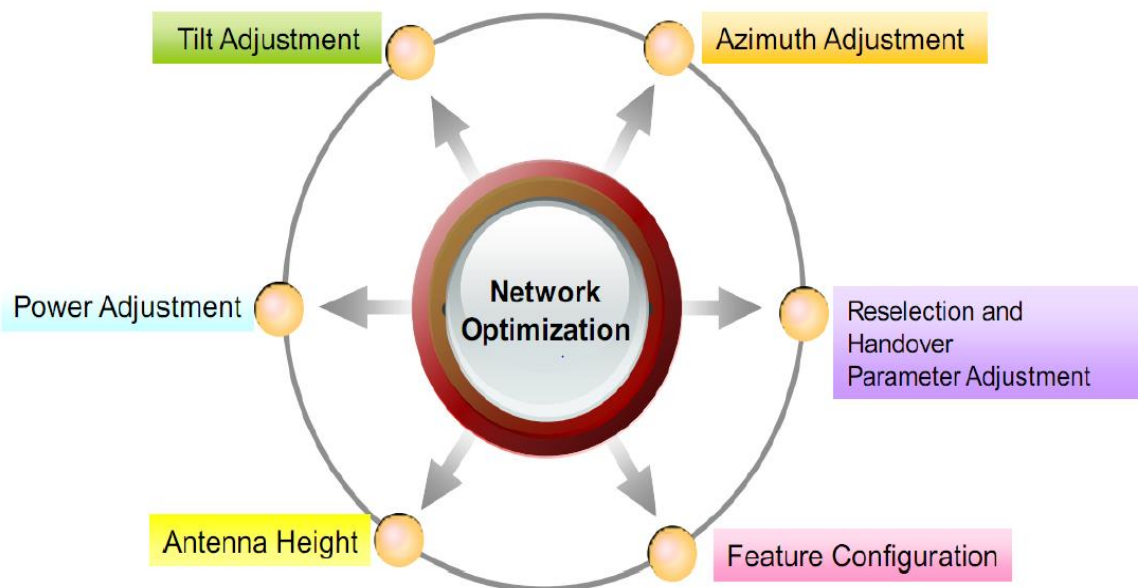 Tilt Adjustment
Azimuth Adjustment
Network
Optimization
Power Adjustment
Reselection and
Handover
Parameter Adjustment
Antenna Height
Feature Configuration